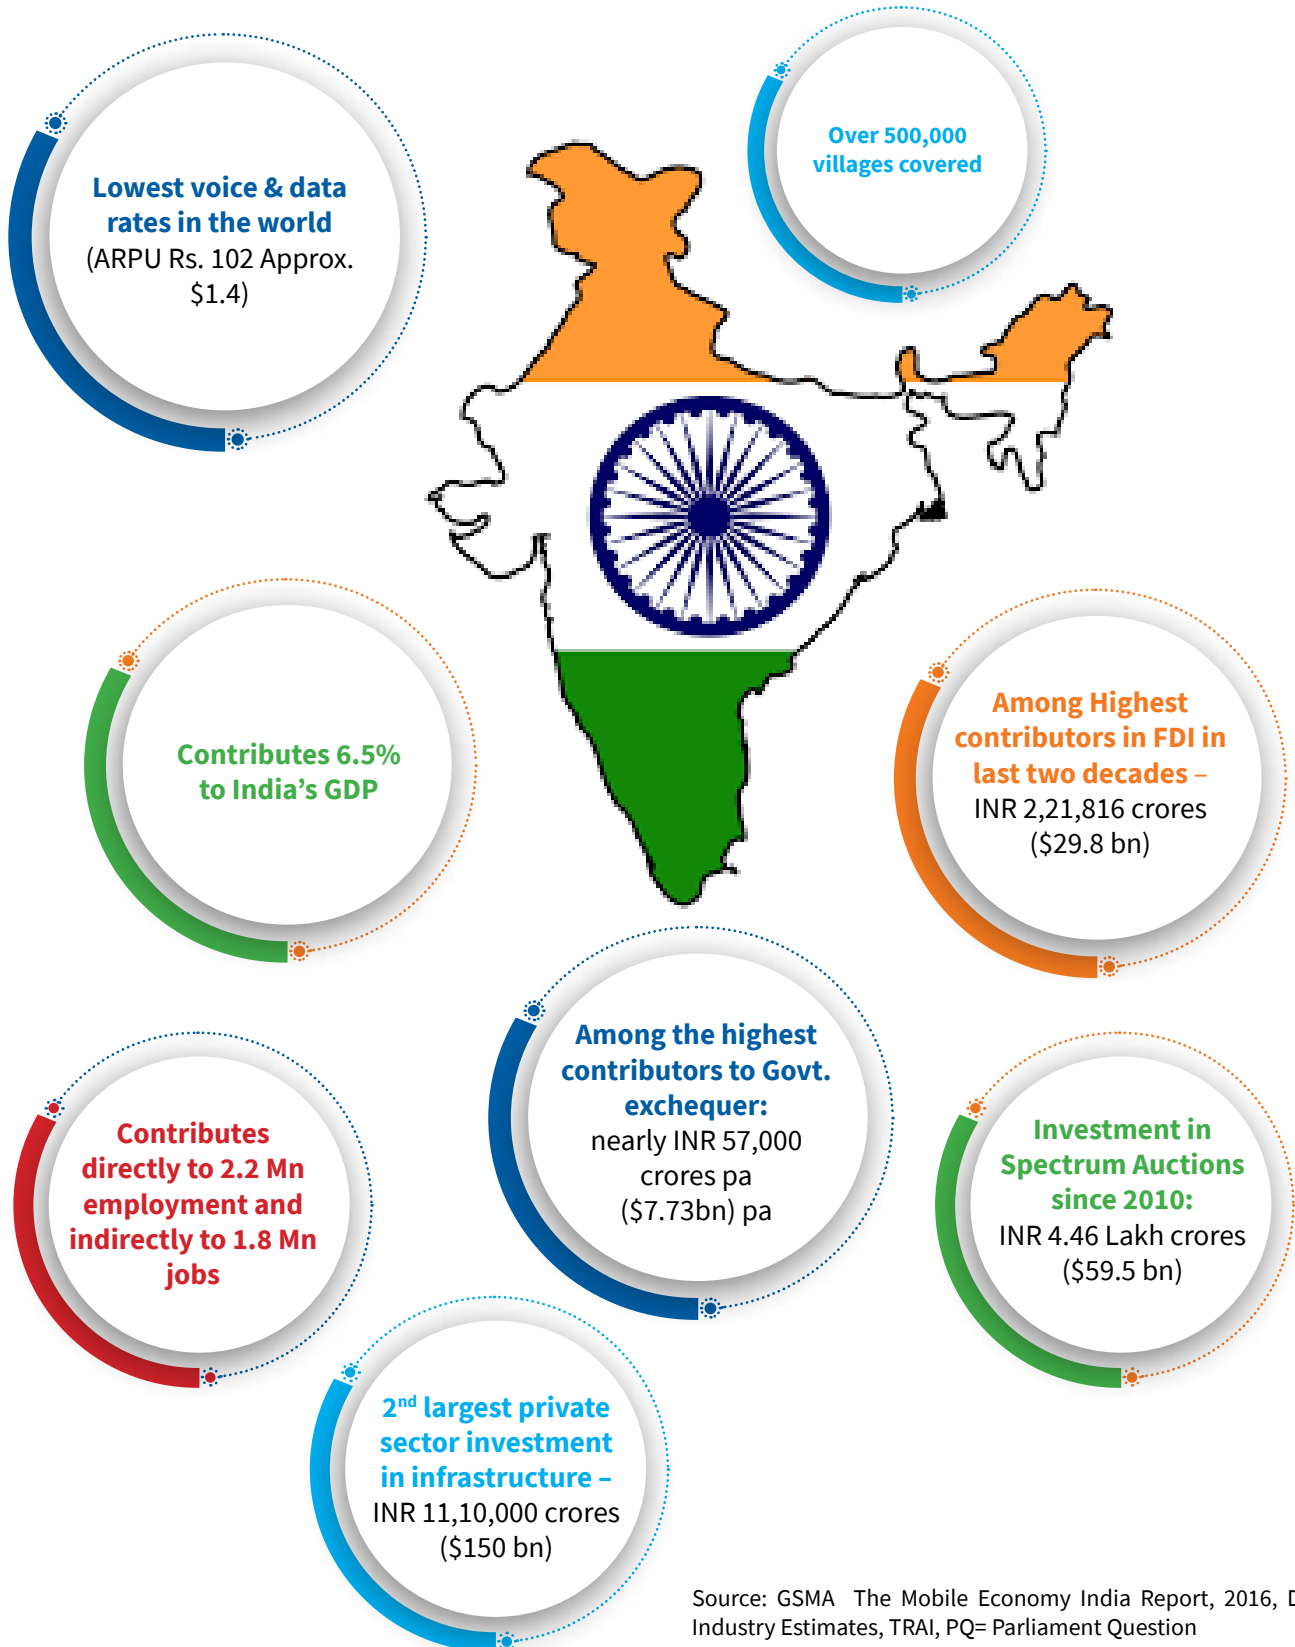 Over 500,000
villages covered
Lowest voice & data
rates in the world
(ARPU Rs. 102 Approx.
$1.4)
Contributes 6.5%
to India’s GDP
Among Highest
contributors in FDI in
last two decades –
INR 2,21,816 crores
($29.8 bn)
Among the highest
contributors to Govt.
exchequer:
nearly INR 57,000
crores pa
($7.73bn) pa
Contributes
directly to 2.2 Mn
employment and
indirectly to 1.8 Mn
jobs
Investment in
Spectrum Auctions
since 2010:
INR 4.46 Lakh crores
($59.5 bn)
2nd largest private
sector investment
in infrastructure –
INR 11,10,000 crores
($150 bn)
Source: GSMA The Mobile Economy India Report, 2016,
Industry Estimates, TRAI, PQ= Parliament Question